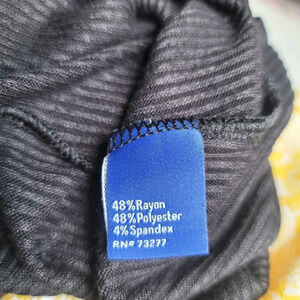 48%Rayon
48%Polyester
4%Spandex
RN# 73277